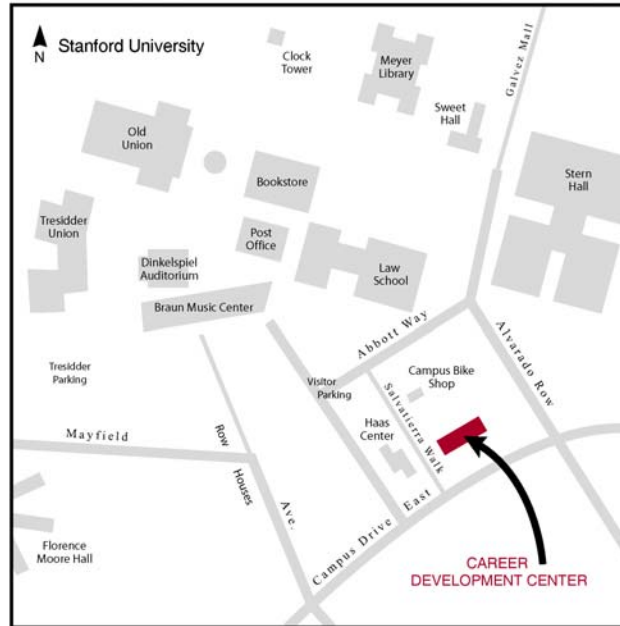 N
Stanford University
Clock
Tower
Meyer
Library
Galvez Mall
Sweet
Hall
Old
Union
Bookstore
Stern
Hall
Tresidder
Union
Post
Office
Dinkelspiel
Auditorium
Law
School
Braun Music Center
Abbott Way
Alvarado Row
Tresidder
Parking
Visitor
Parking
Campus Bike
Shop
Salvatierra Walk
Haas
Center
Mayfield
Ave.
Row
Houses
Campus Drive East
Florence
Moore Hall
CAREER
DEVELOPMENT CENTER